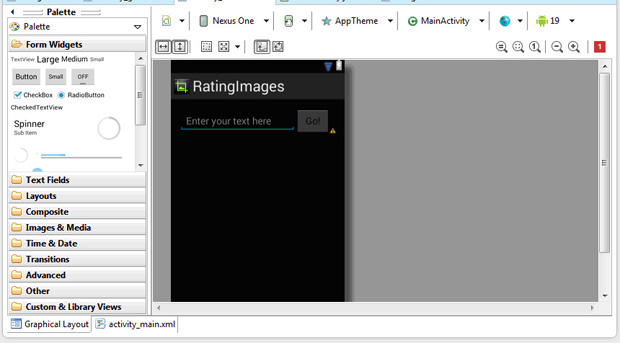 Palette
Palette
Nexus One
AppTheme
MainActivity
19
Form Widgets
TextView Large Medium Small
Button Small OFF
CheckBox RadioButton
CheckedTextView
Spinner
Sub Item
1
RatingImages
Enter your text here
Go!
Text Fields
Layouts
Composite
Images & Media
Time & Date
Transitions
Advanced
Other
Custom & Library Views
Graphical Layout
activity_main.xml